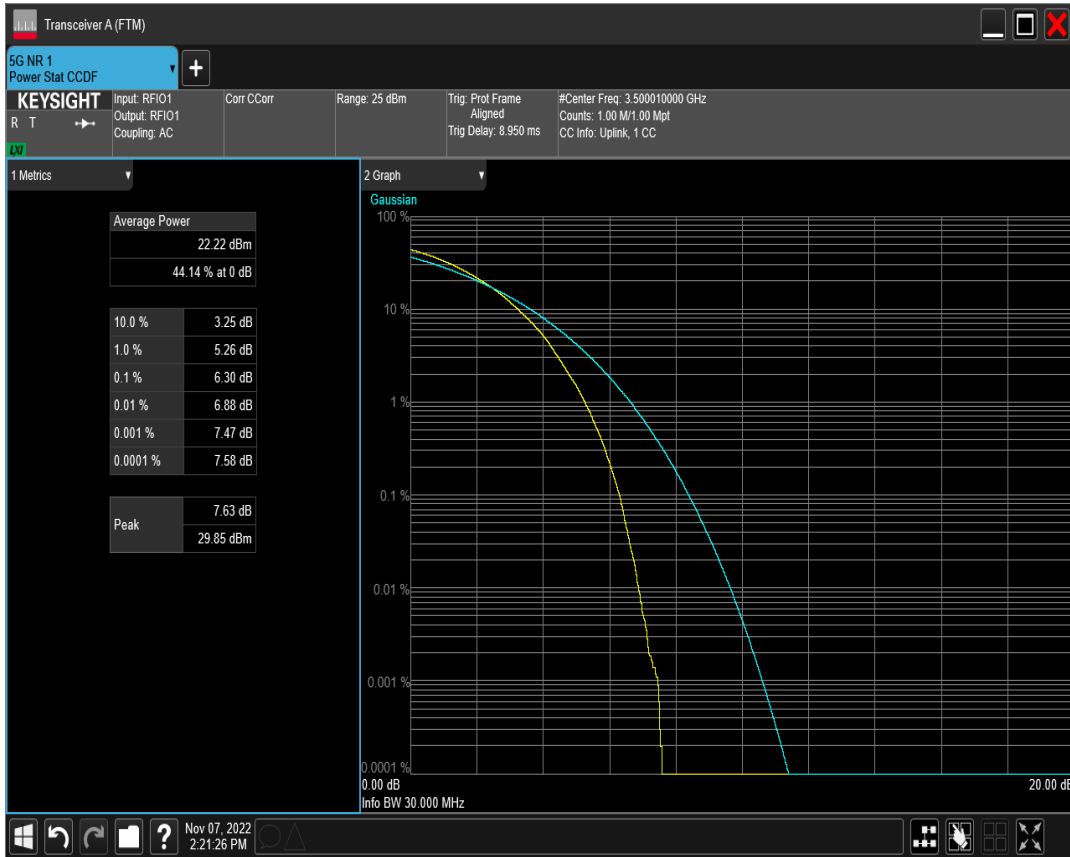 Transceiver A (FTM)
5G NR 1
Power Stat CCDF
+
KEYSIGHT
R T
LXI
Input: RFIO1
Output: RFIO1
Coupling: AC
Corr CCorr
Range: 25 dBm
Trig: Prot Frame
Aligned
Trig Delay: 8.950 ms
#Center Freq: 3.500010000 GHz
Counts: 1.00 M/1.00 Mpt
CC Info: Uplink, 1 CC
1 Metrics
Average Power
22.22 dBm
44.14 % at 0 dB
10.0 % 3.25 dB
1.0 % 5.26 dB
0.1 % 6.30 dB
0.01 % 6.88 dB
0.001 % 7.47 dB
0.0001 % 7.58 dB
Peak
7.63 dB
29.85 dBm
2 Graph
Gaussian
100 %
10 %
1 %
0.1 %
0.01 %
0.001 %
0.0001 %
0.00 dB 20.00 dB
Info BW 30.000 MHz
?
Nov 07, 2022
2:21:26 PM